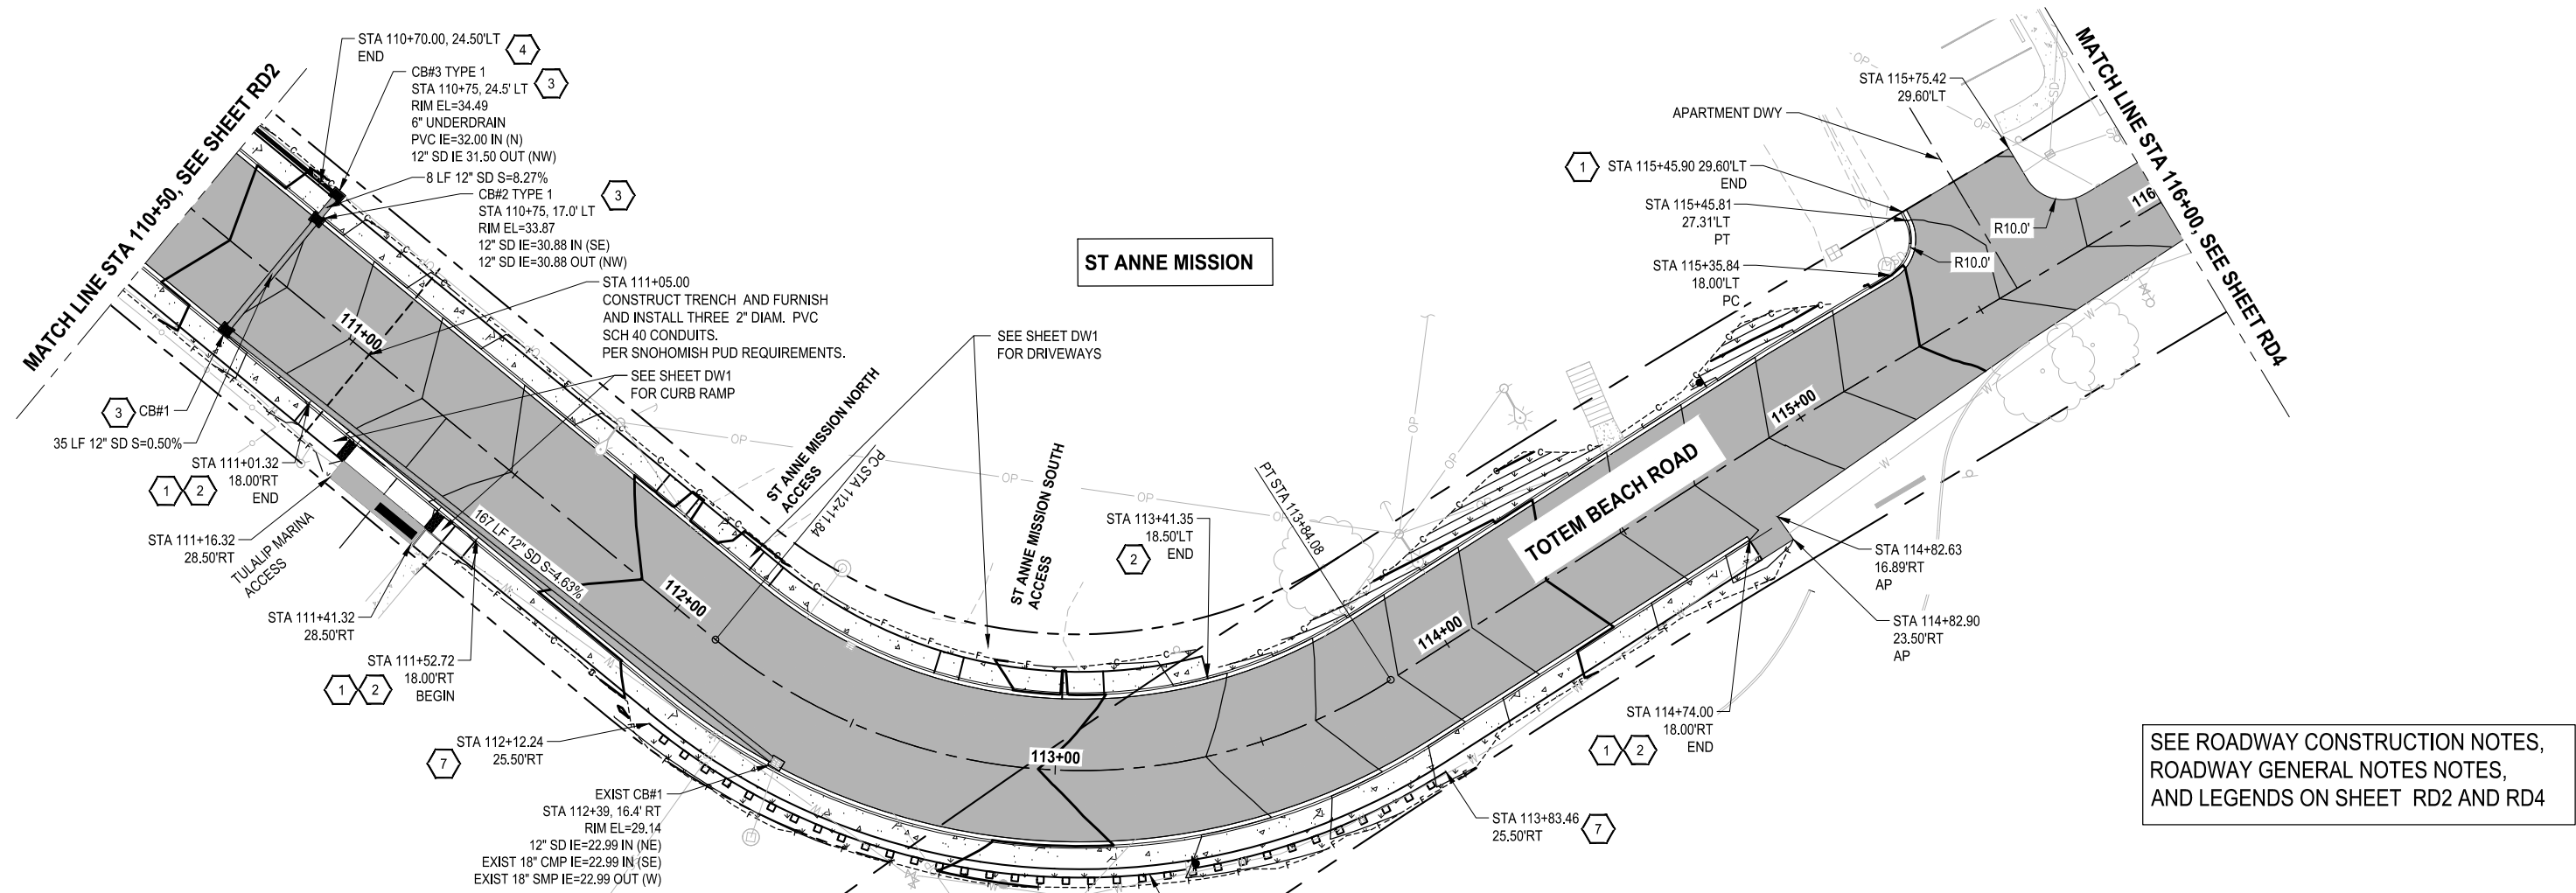 MATCH LINE STA 110+50, SEE SHEET RD2
STA 110+70.00, 24.50'LT
END
4
CB#3 TYPE 1
STA 110+75, 24.5' LT
RIM EL=34.49
6" UNDERDRAIN
PVC IE=32.00 IN (N)
12" SD IE 31.50 OUT (NW)
3
8 LF 12" SD S=8.27%
CB#2 TYPE 1
STA 110+75, 17.0' LT
RIM EL=33.87
12" SD IE=30.88 IN (SE)
12" SD IE=30.88 OUT (NW)
3
STA 111+05.00
CONSTRUCT TRENCH AND FURNISH
AND INSTALL THREE 2" DIAM. PVC
SCH 40 CONDUITS.
PER SNOHOMISH PUD REQUIREMENTS.
SEE SHEET DW1
FOR CURB RAMP
111+00
3
CB#1
35 LF 12" SD S=0.50%
STA 111+01.32
18.00'RT
END
1
2
STA 111+16.32
28.50'RT
TULALIP MARINA
ACCESS
STA 111+41.32
28.50'RT
STA 111+52.72
18.00'RT
BEGIN
1
2
167 LF 12" SD S=4.63%
STA 112+12.24
25.50'RT
7
EXIST CB#1
STA 112+39, 16.4' RT
RIM EL=29.14
12" SD IE=22.99 IN (NE)
EXIST 18" CMP IE=22.99 IN (SE)
EXIST 18" SMP IE=22.99 OUT (W)
112+00
ST ANNE MISSION NORTH
ACCESS
PC STA 112+11.84
SEE SHEET DW1
FOR DRIVEWAYS
ST ANNE MISSION
ST ANNE MISSION SOUTH
ACCESS
STA 113+41.35
18.50'LT
END
2
113+00
PT STA 113+84.08
114+00
STA 113+83.46
25.50'RT
7
TOTEM BEACH ROAD
115+00
STA 114+74.00
18.00'RT
END
1
2
STA 114+82.63
16.89'RT
AP
STA 114+82.90
23.50'RT
AP
APARTMENT DWY
STA 115+75.42
29.60'LT
1
STA 115+45.90 29.60'LT
END
STA 115+45.81
27.31'LT
PT
STA 115+35.84
18.00'LT
PC
R10.0'
R10.0'
116
MATCH LINE STA 116+00, SEE SHEET RD4
OP
OP
OP
OP
OP
OP
OP
SD
SD
W
W
W
SEE ROADWAY CONSTRUCTION NOTES,
ROADWAY GENERAL NOTES NOTES,
AND LEGENDS ON SHEET RD2 AND RD4